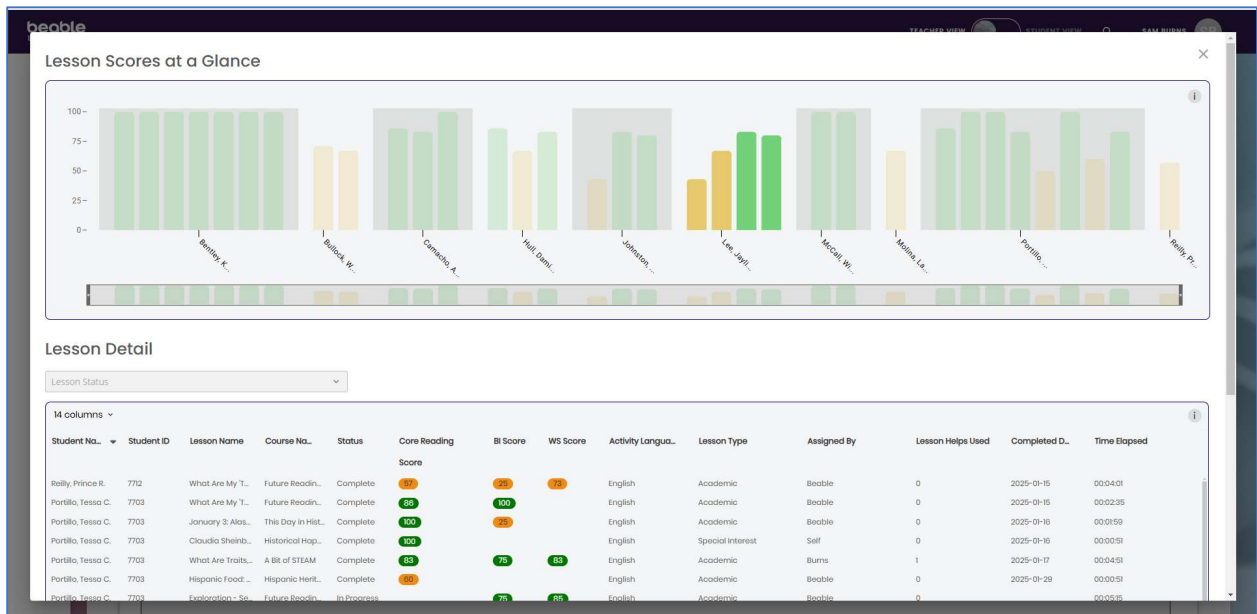 beable
TEACHER VIEW STUDENT VIEW SAM BURNS
Lesson Scores at a Glance
100
75
50
25
0
Bentley, K...
Bullock, W...
Camacho, A...
Hull, Dami...
Johnston, ...
Lee, Jayli...
McCall, Wi...
Molina, La...
Portillo, ...
Reilly, Pr...
Lesson Detail
Lesson Status
14 columns
Student Na... Student ID Lesson Name Course Na... Status Core Reading Score BI Score WS Score Activity Langua... Lesson Type Assigned By Lesson Helps Used Completed D... Time Elapsed
Reilly, Prince R. 7712 What Are My 'T... Future Readin... Complete 57 25 73 English Academic Beable 0 2025-01-15 00:04:01
Portillo, Tessa C. 7703 What Are My 'T... Future Readin... Complete 86 100 English Academic Beable 0 2025-01-15 00:02:35
Portillo, Tessa C. 7703 January 3: Alas... This Day in Hist... Complete 100 25 English Academic Beable 0 2025-01-16 00:01:59
Portillo, Tessa C. 7703 Claudia Sheinb... Historical Hap... Complete 100 English Special Interest Self 0 2025-01-16 00:00:51
Portillo, Tessa C. 7703 What Are Traits,... A Bit of STEAM Complete 83 75 83 English Academic Burns 1 2025-01-17 00:04:51
Portillo, Tessa C. 7703 Hispanic Food: ... Hispanic Herit... Complete 60 English Academic Beable 0 2025-01-29 00:00:51
Portillo, Tessa C. 7703 Exploration - Se... Future Readin... In Progress 75 85 English Academic Beable 0 00:05:15